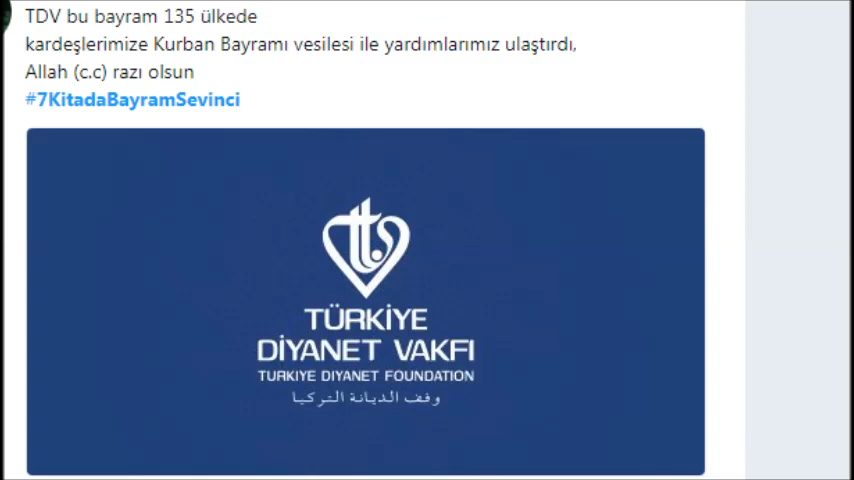 TDV bu bayram 135 ülkede
kardeşlerimize Kurban Bayramı vesilesi ile yardımlarımız ulaştırdı,
Allah (c.c) razı olsun
#7KitadaBayramSevinci
TÜRKİYE
DİYANET VAKFI
TURKIYE DIYANET FOUNDATION
وقف الديانة التركيا